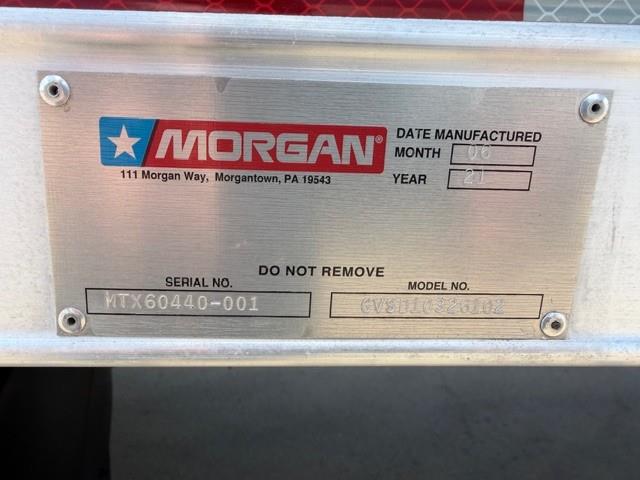 MORGAN®
111 Morgan Way, Morgantown, PA 19543
DATE MANUFACTURED
MONTH 06
YEAR 21
DO NOT REMOVE
SERIAL NO.
MTX60440-001
MODEL NO.